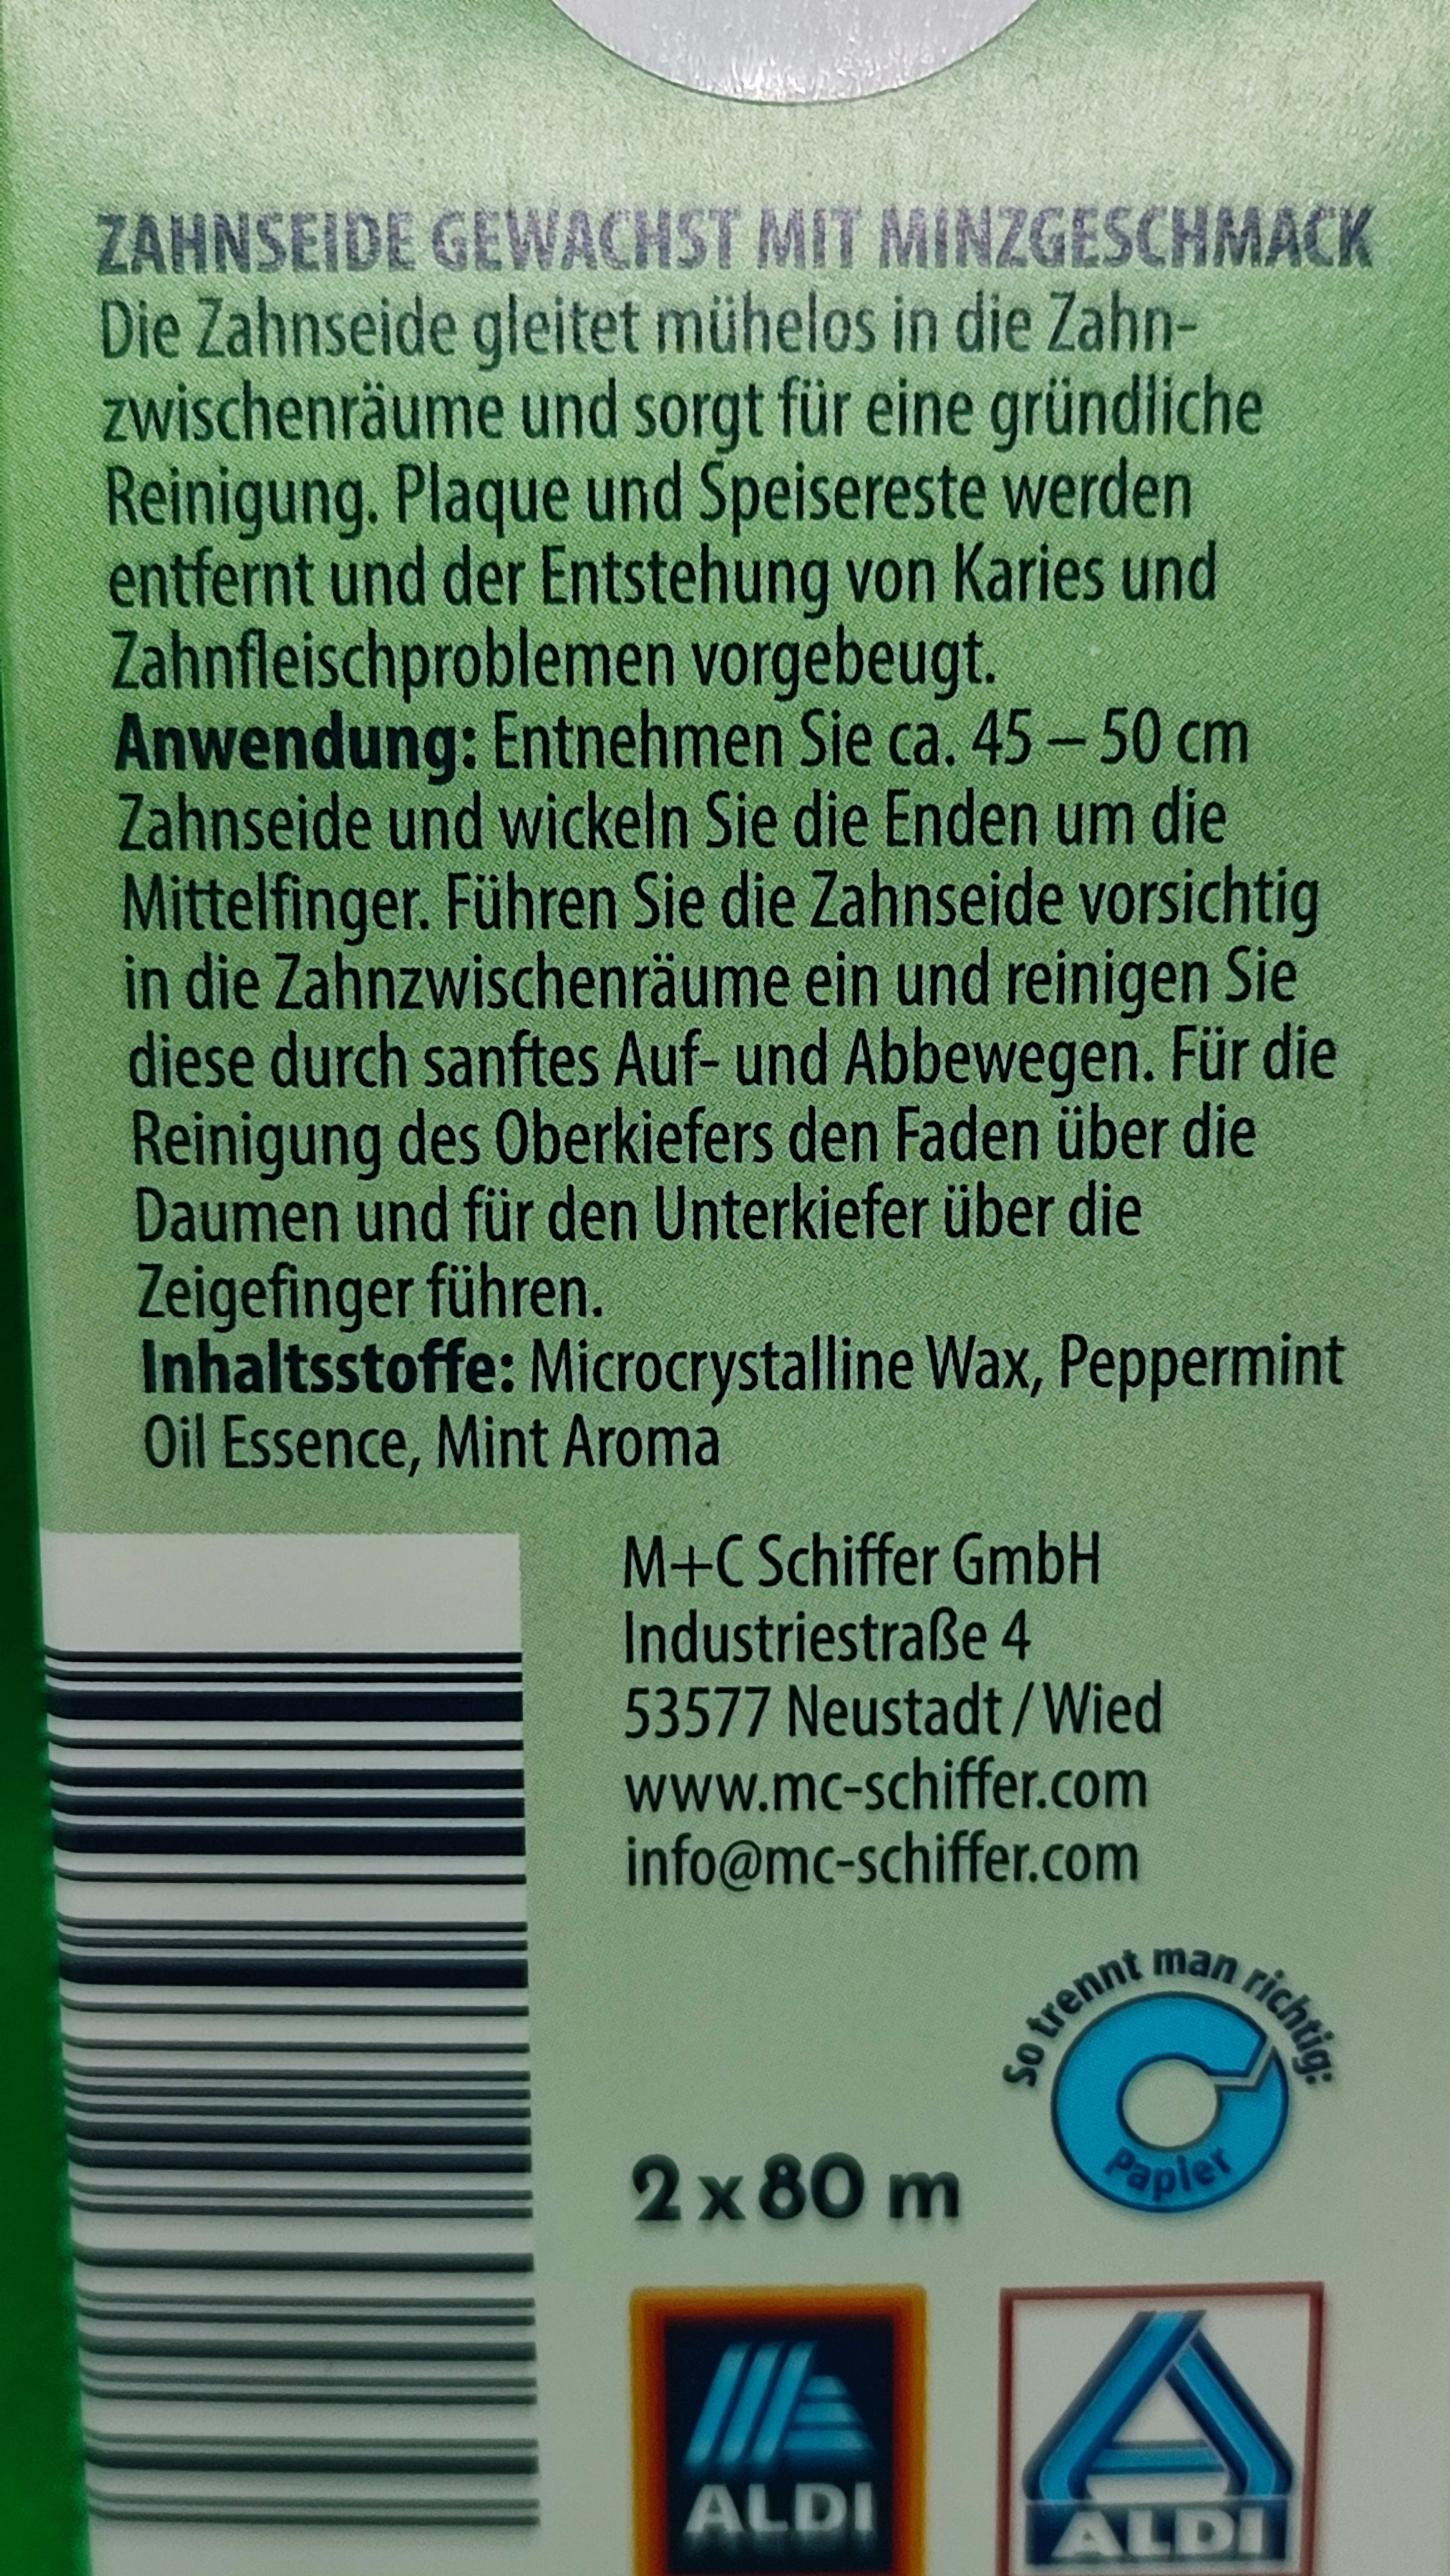 ZAHNSEIDE GEWACHST MIT MINZGESCHMACK
Die Zahnseide gleitet mühelos in die Zahn-
zwischenräume und sorgt für eine gründliche
Reinigung. Plaque und Speisereste werden
entfernt und der Entstehung von Karies und
Zahnfleischproblemen vorgebeugt.
Anwendung: Entnehmen Sie ca. 45 – 50 cm
Zahnseide und wickeln Sie die Enden um die
Mittelfinger. Führen Sie die Zahnseide vorsichtig
in die Zahnzwischenräume ein und reinigen Sie
diese durch sanftes Auf- und Abbewegen. Für die
Reinigung des Oberkiefers den Faden über die
Daumen und für den Unterkiefer über die
Zeigefinger führen.
Inhaltsstoffe: Microcrystalline Wax, Peppermint
Oil Essence, Mint Aroma
M+C Schiffer GmbH
Industriestraße 4
53577 Neustadt / Wied
www.mc-schiffer.com
info@mc-schiffer.com
So trennt man richtig:
Papier
2 x 80 m
ALDI
ALDI